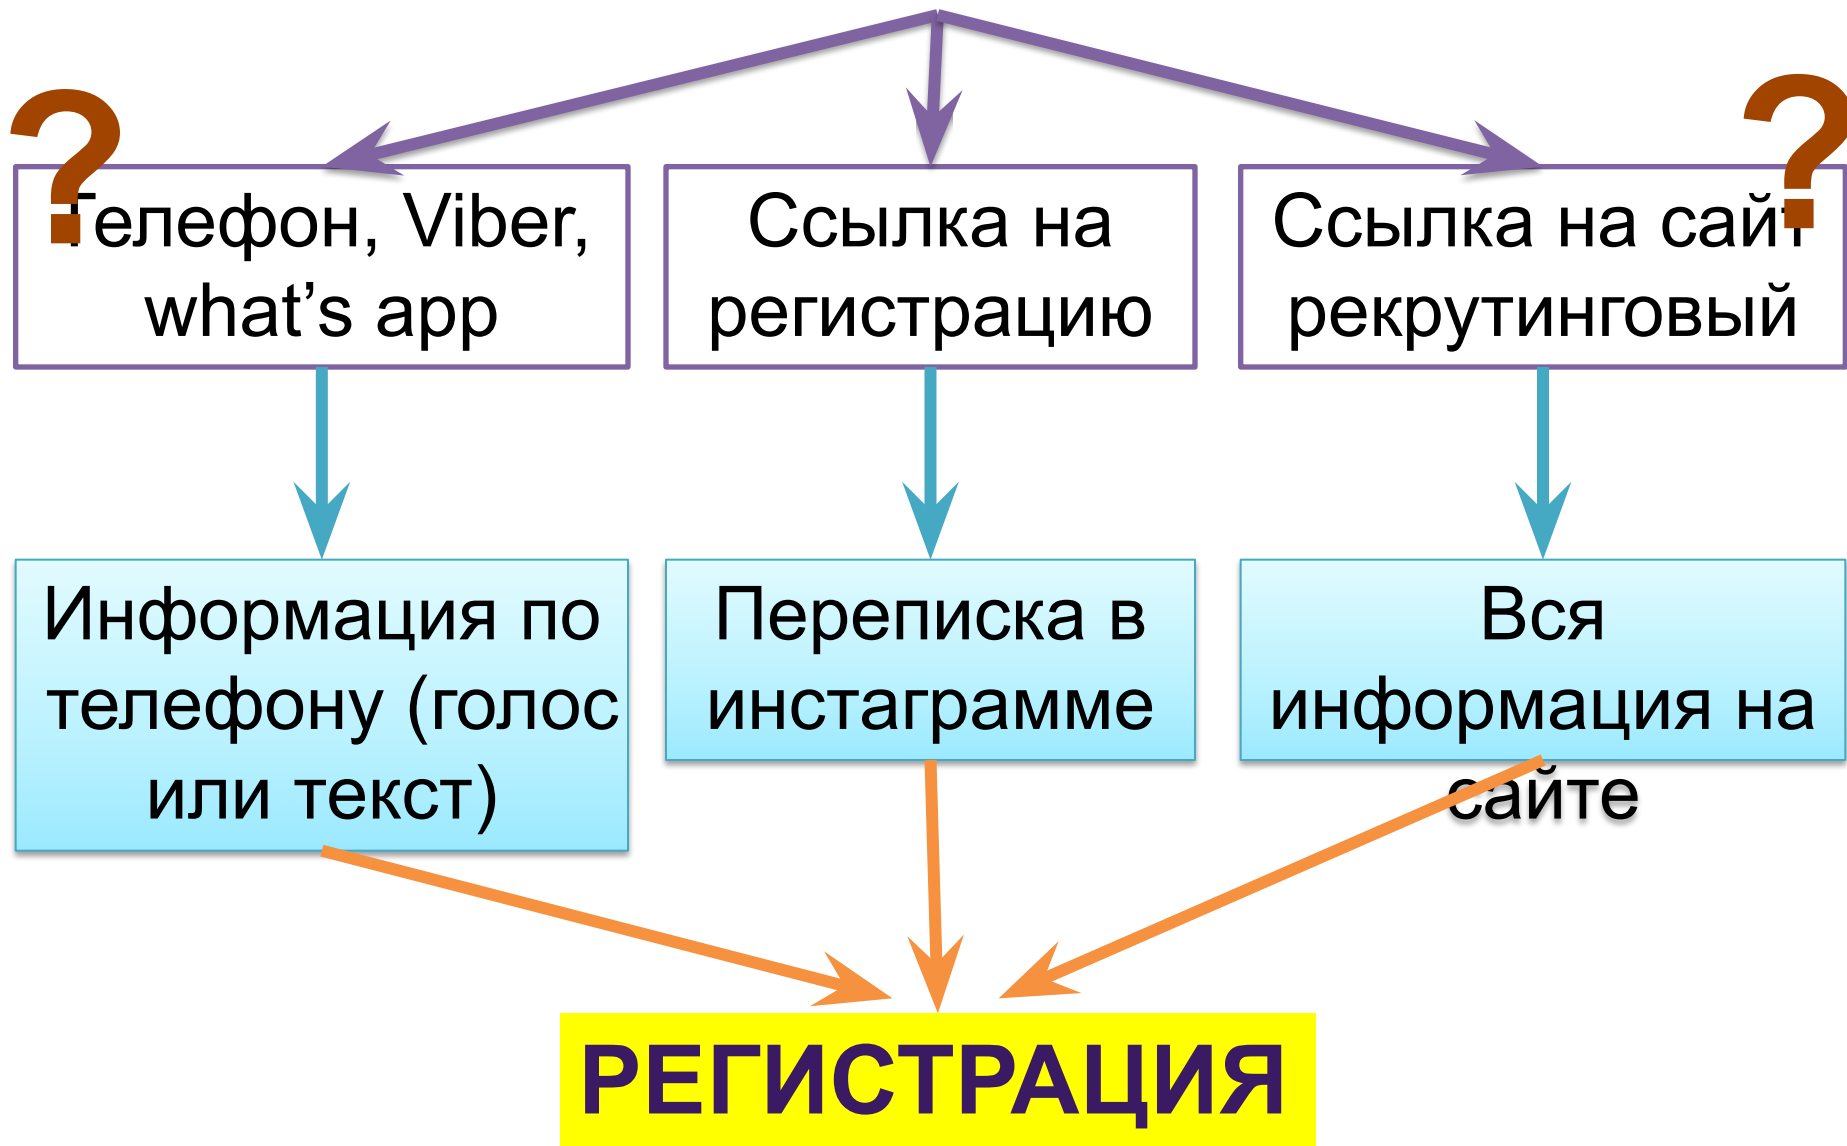 ?
?
Телефон, Viber,
what’s app
Ссылка на
регистрацию
Ссылка на сайт
рекрутинговый
Информация по
телефону (голос
или текст)
Переписка в
инстаграмме
Вся
информация на
сайте
РЕГИСТРАЦИЯ